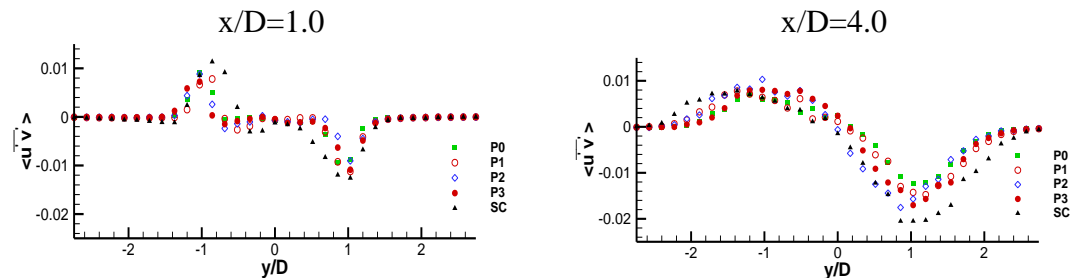 x/D=1.0
0.01
0
-0.01
-0.02
<u'v'>
-2
-1
0
1
2
y/D
P0
P1
P2
P3
SC
x/D=4.0
0.01
0
-0.01
-0.02
<u'v'>
-2
-1
0
1
2
y/D
P0
P1
P2
P3
SC